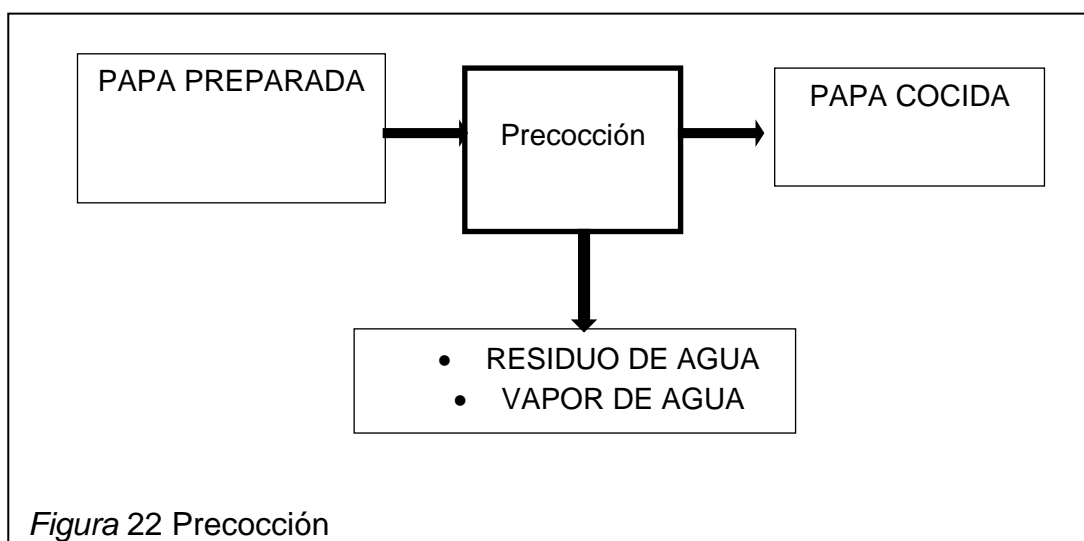 PAPA PREPARADA
Precocción
PAPA COCIDA
• RESIDUO DE AGUA
• VAPOR DE AGUA
Figura 22 Precocción